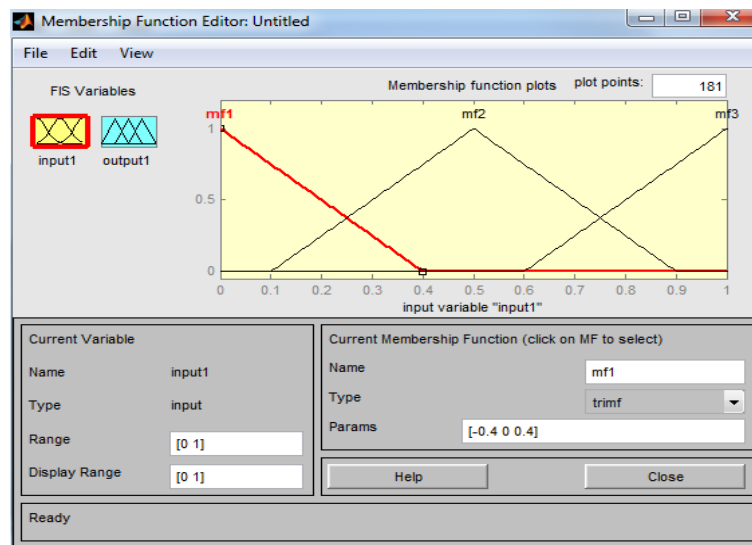 Membership Function Editor: Untitled
File Edit View
FIS Variables
Membership function plots
plot points:
181
input1
output1
mf1
mf2
mf3
1
0.5
0
0 0.1 0.2 0.3 0.4 0.5 0.6 0.7 0.8 0.9 1
input variable "input1"
Current Variable
Name input1
Type input
Range [0 1]
Display Range [0 1]
Current Membership Function (click on MF to select)
Name mf1
Type trimf
Params [-0.4 0 0.4]
Help
Close
Ready